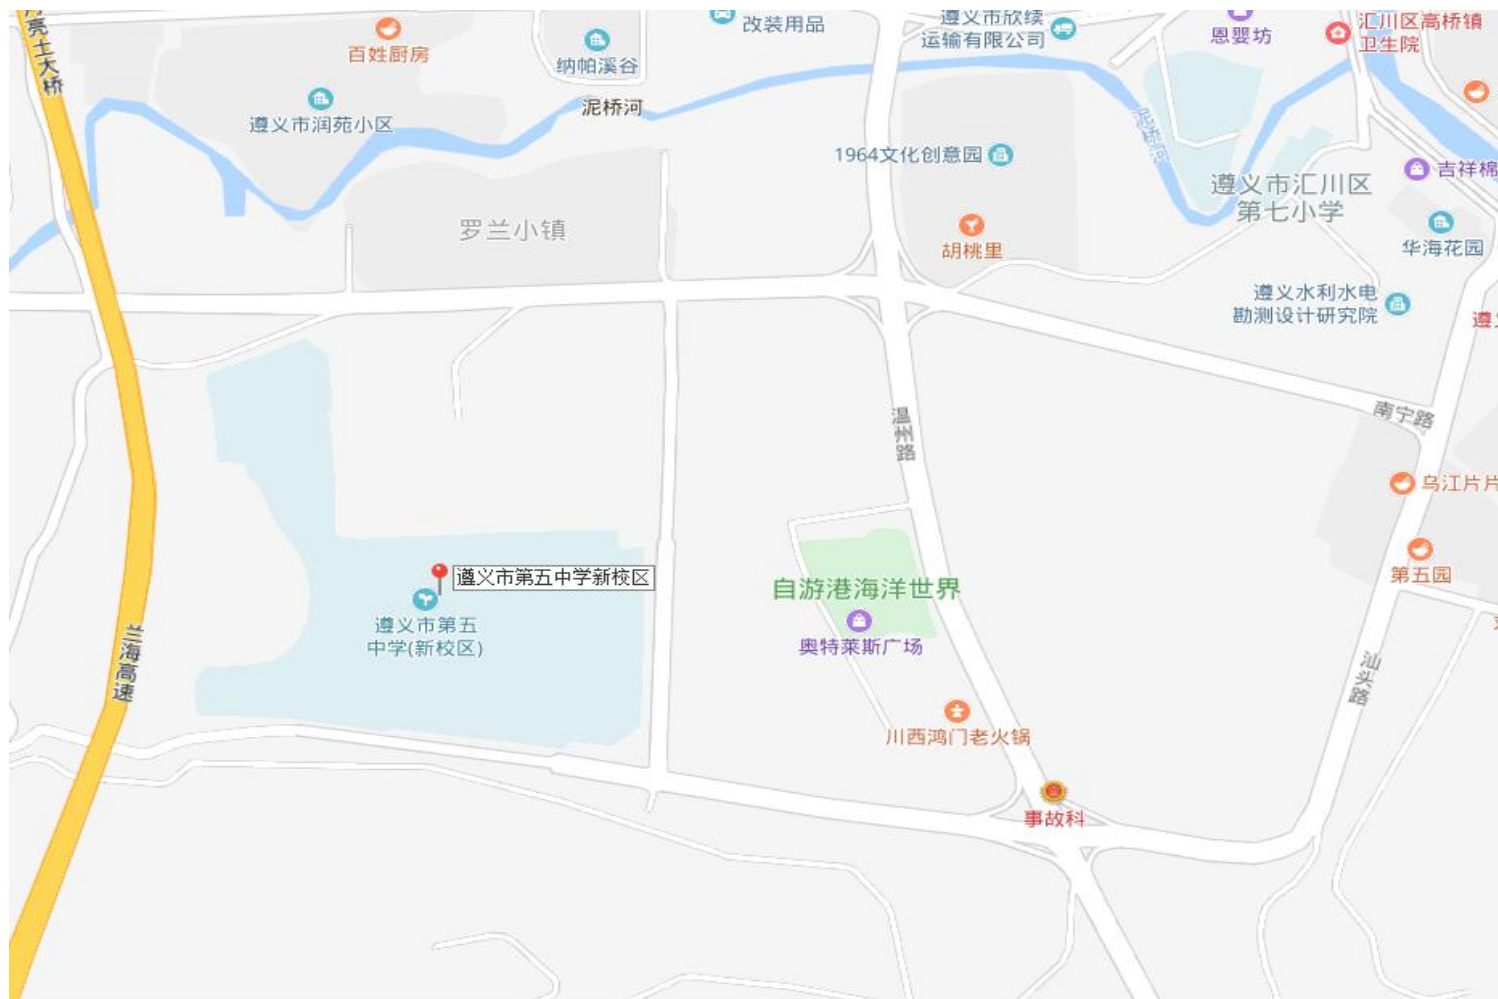 亮土大桥
百姓厨房
纳帕溪谷
改装用品
遵义市欣续
运输有限公司
恩婴坊
汇川区高桥镇
卫生院
遵义市润苑小区
泥桥河
泥桥河
1964文化创意园
吉祥棉
遵义市汇川区
第七小学
罗兰小镇
胡桃里
华海花园
遵义水利水电
勘测设计研究院
南宁路
温州路
乌江片片
第五园
遵义市第五中学新校区
遵义市第五
中学(新校区)
自游港海洋世界
奥特莱斯广场
兰海高速
汕头路
川西鸿门老火锅
事故科